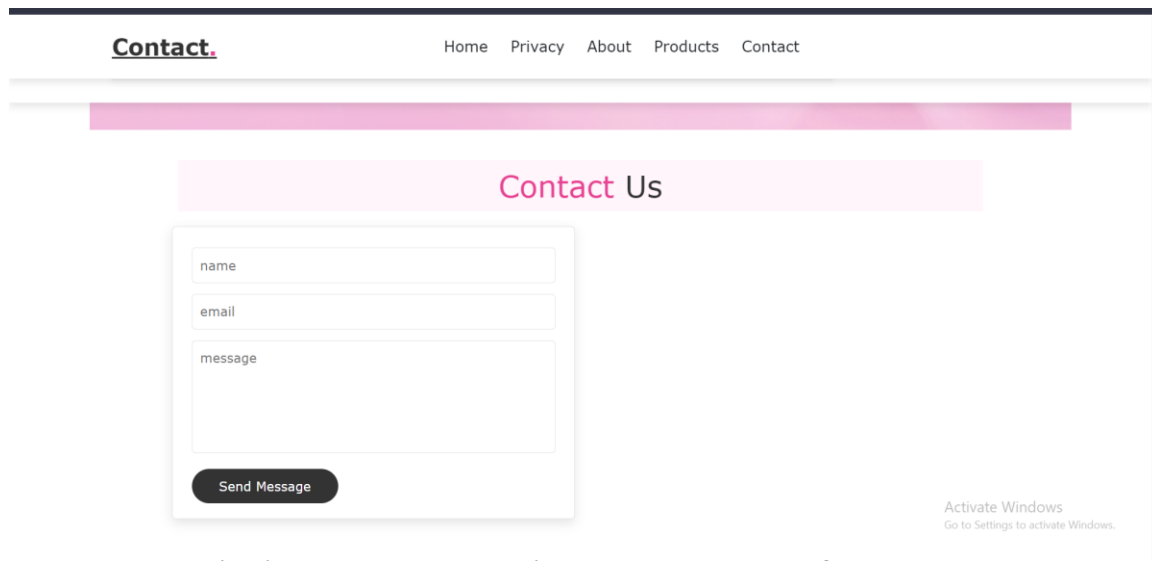 Contact.
Home Privacy About Products Contact
Contact Us
name
email
message
Send Message
Activate Windows
Go to Settings to activate Windows.